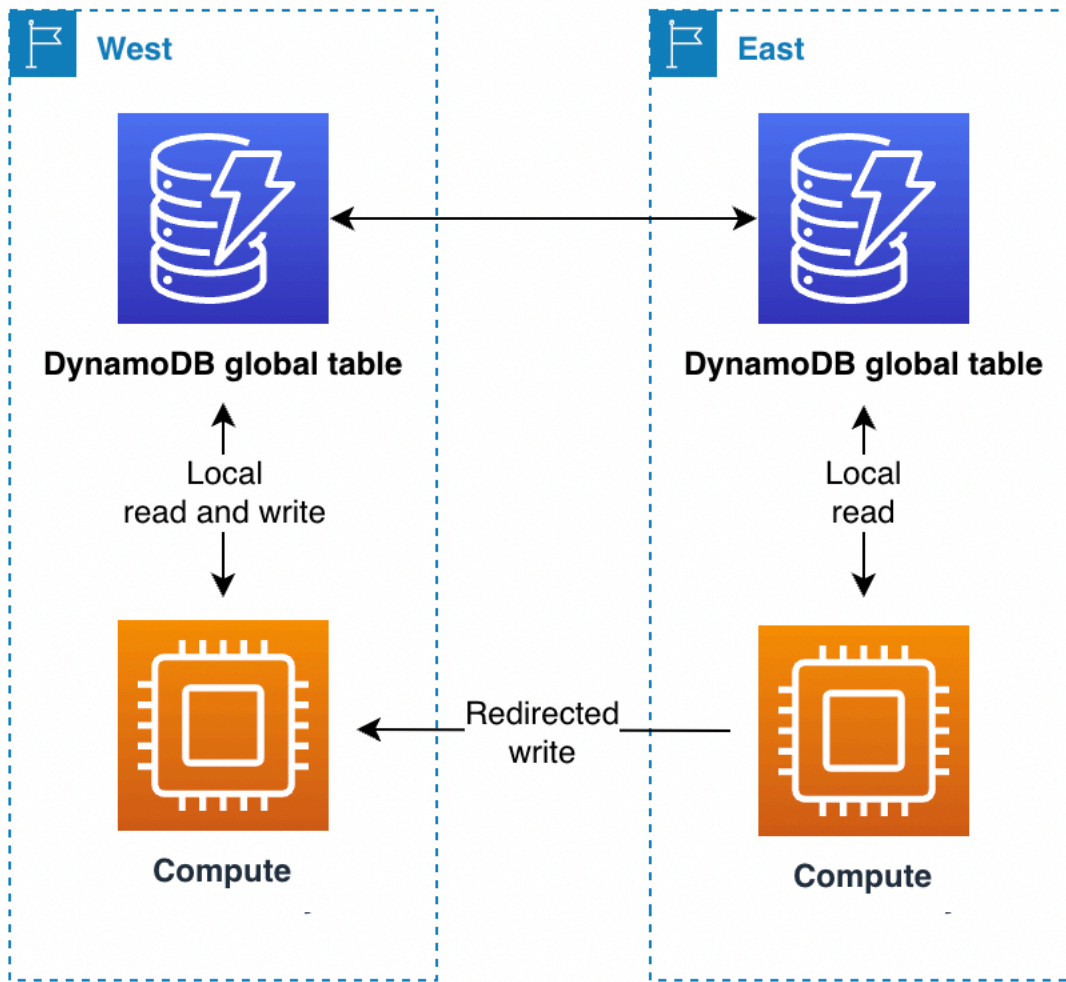 West
East
DynamoDB global table
DynamoDB global table
Local
read and write
Local
read
Redirected
write
Compute
Compute